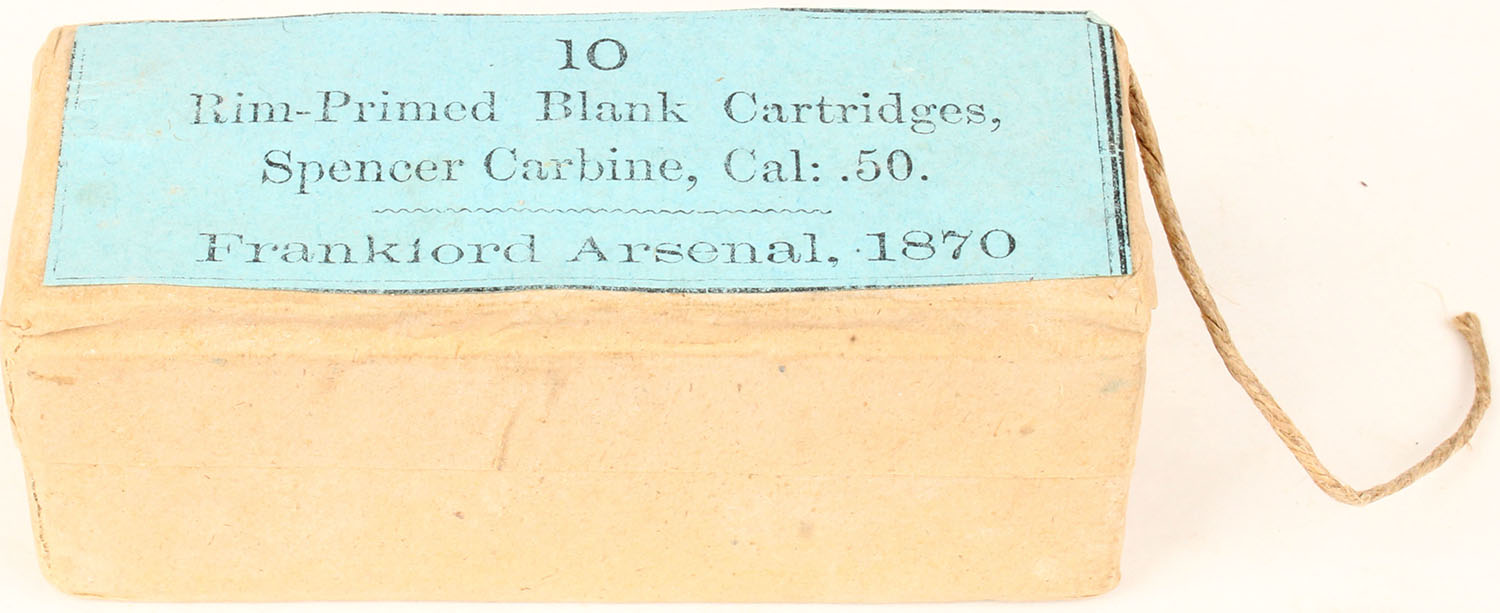 10
Rim-Primed Blank Cartridges,
Spencer Carbine, Cal: .50.
Frankford Arsenal, 1870